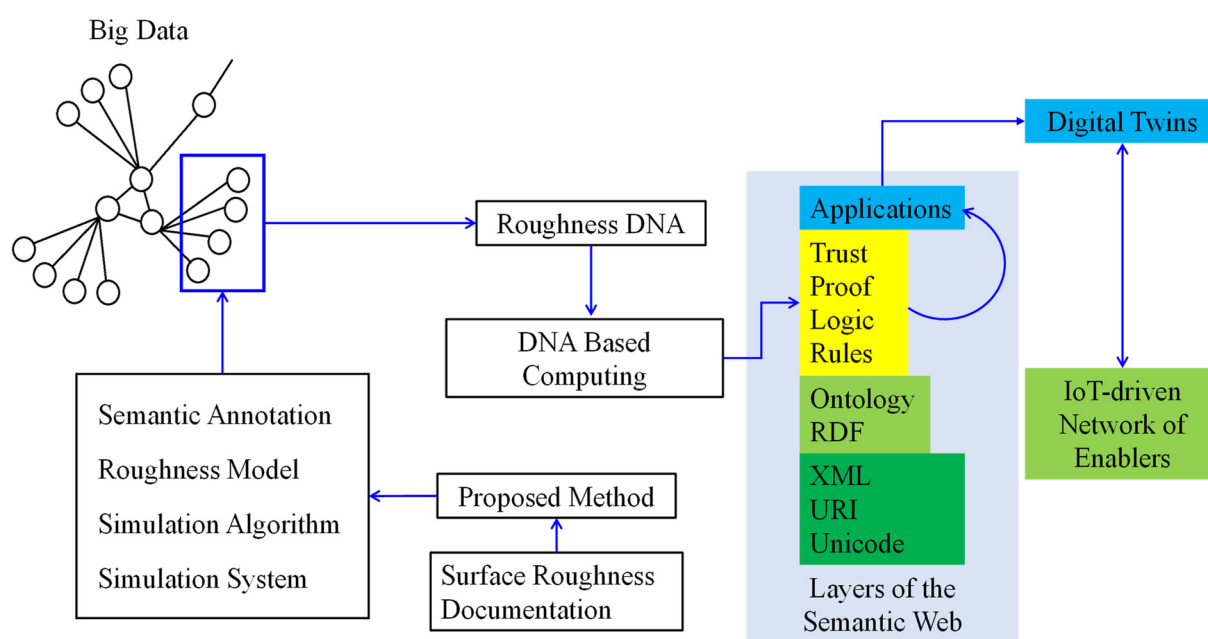 Big Data
Roughness DNA
DNA Based
Computing
Semantic Annotation
Roughness Model
Simulation Algorithm
Simulation System
Proposed Method
Surface Roughness
Documentation
Applications
Trust
Proof
Logic
Rules
Ontology
RDF
XML
URI
Unicode
Layers of the
Semantic Web
Digital Twins
IoT-driven
Network of
Enablers